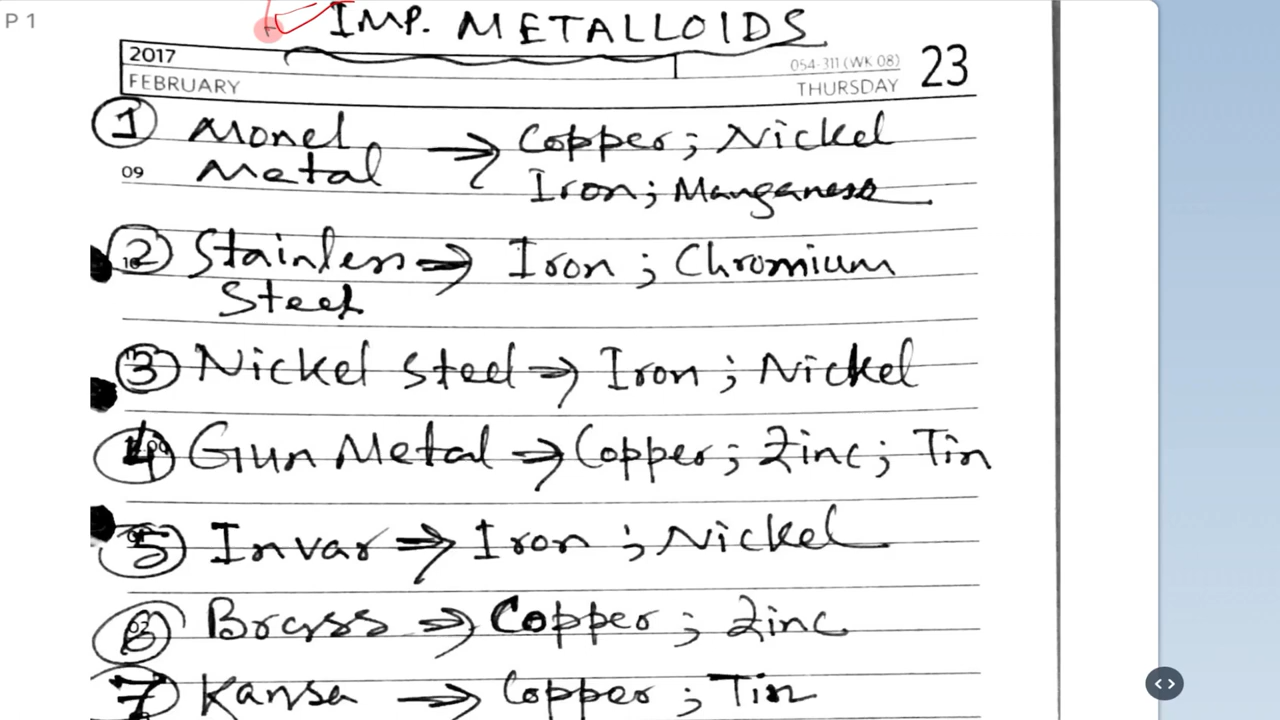 P 1
IMP. METALLOIDS
2017
054-311 (WK 08)
23
FEBRUARY
THURSDAY
1 Monel → Copper; Nickel
09 Metal Iron; Manganese
2 Stainless → Iron; Chromium
Steel
3 Nickel Steel → Iron; Nickel
4 Gun Metal → Copper; Zinc; Tin
5 Invar → Iron; Nickel
6 Brass → Copper; Zinc
7 Kansa → Copper; Tin